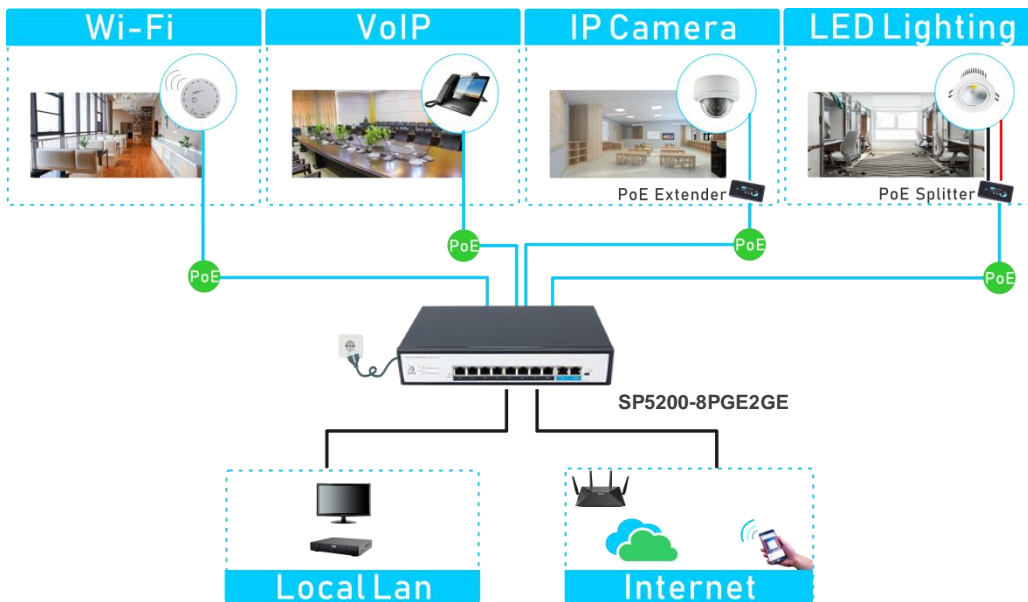 Wi-Fi
VoIP
IP Camera
LED Lighting
PoE Extender
PoE Splitter
PoE
PoE
PoE
PoE
SP5200-8PGE2GE
Local Lan
Internet